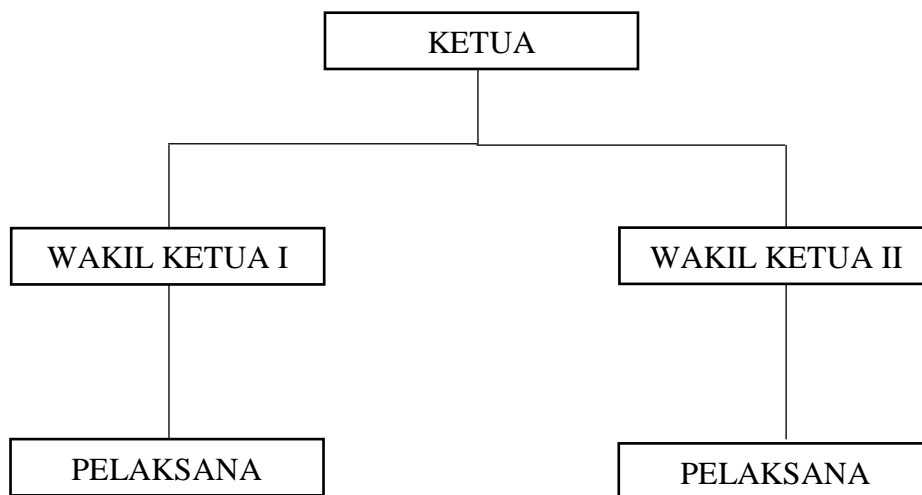 KETUA
WAKIL KETUA I
WAKIL KETUA II
PELAKSANA
PELAKSANA